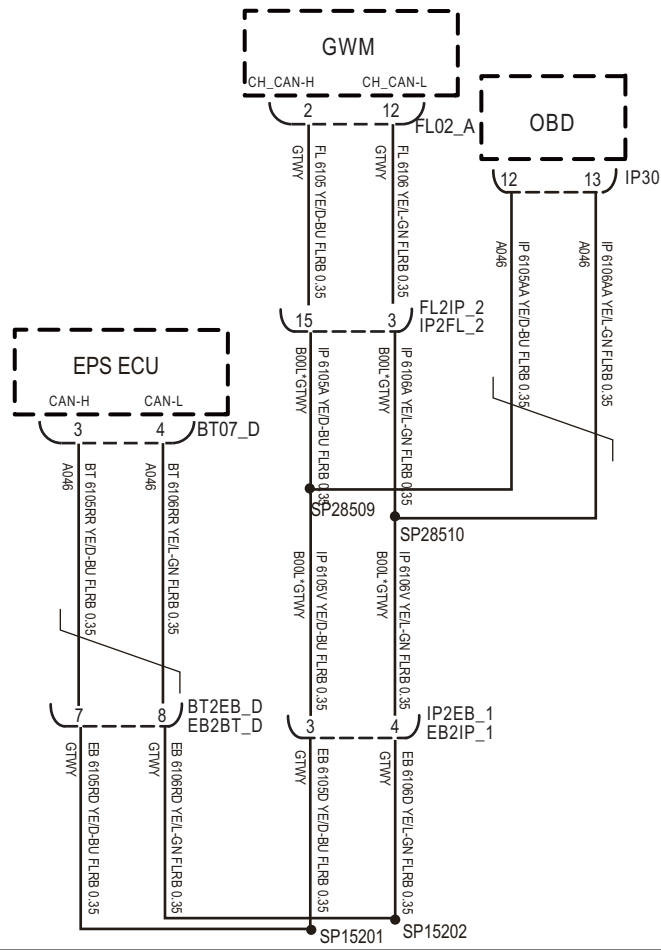 GWM
CH_CAN-H CH_CAN-L
2 12
FL02_A
OBD
12 13 IP30
GTWY
FL 6105 YE/D-BU FLRB 0.35
GTWY
FL 6106 YE/L-GN FLRB 0.35
A046
IP 6105AA YE/D-BU FLRB 0.35
A046
IP 6106AA YE/L-GN FLRB 0.35
15 3
FL2IP_2
IP2FL_2
EPS ECU
CAN-H CAN-L
3 4 BT07_D
B00L*GTWY
IP 6105A YE/D-BU FLRB 0.35
B00L*GTWY
IP 6106A YE/L-GN FLRB 0.35
A046
BT 6105RR YE/D-BU FLRB 0.35
A046
BT 6106RR YE/L-GN FLRB 0.35
SP28509
SP28510
B00L*GTWY
IP 6105V YE/D-BU FLRB 0.35
B00L*GTWY
IP 6106V YE/L-GN FLRB 0.35
7 8
BT2EB_D
EB2BT_D
3 4
IP2EB_1
EB2IP_1
GTWY
EB 6105RD YE/D-BU FLRB 0.35
GTWY
EB 6106RD YE/L-GN FLRB 0.35
GTWY
EB 6105D YE/D-BU FLRB 0.35
GTWY
EB 6106D YE/L-GN FLRB 0.35
SP15201
SP15202